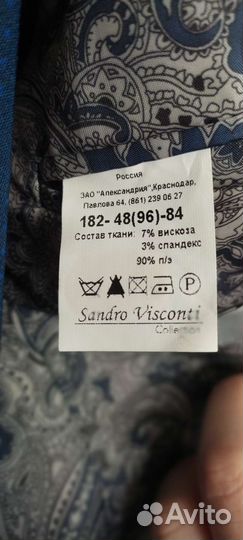 Россия
ЗАО "Александрия",Краснодар,
Павлова 64, (861) 239 06 27
182- 48(96)-84
Состав ткани: 7% вискоза
3% спандекс
90% п/э
P
Sandro Visconti
Collection
Avito